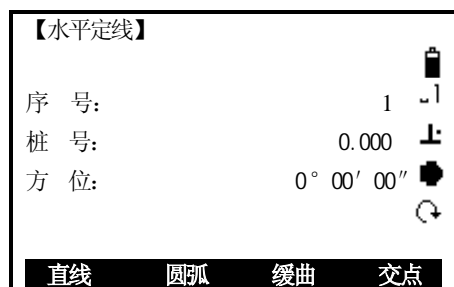 【水平定线】
序 号: 1
桩 号: 0.000
方 位: 0°00′00″
直线 圆弧 缓曲 交点